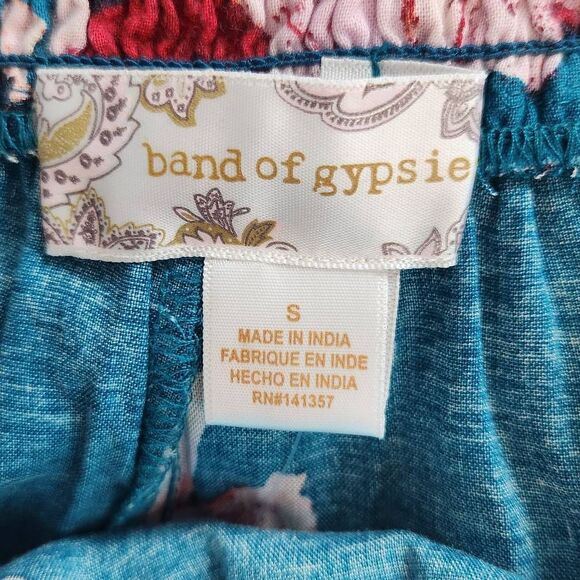 band of gypsie
S
MADE IN INDIA
FABRIQUE EN INDE
HECHO EN INDIA
RN#141357